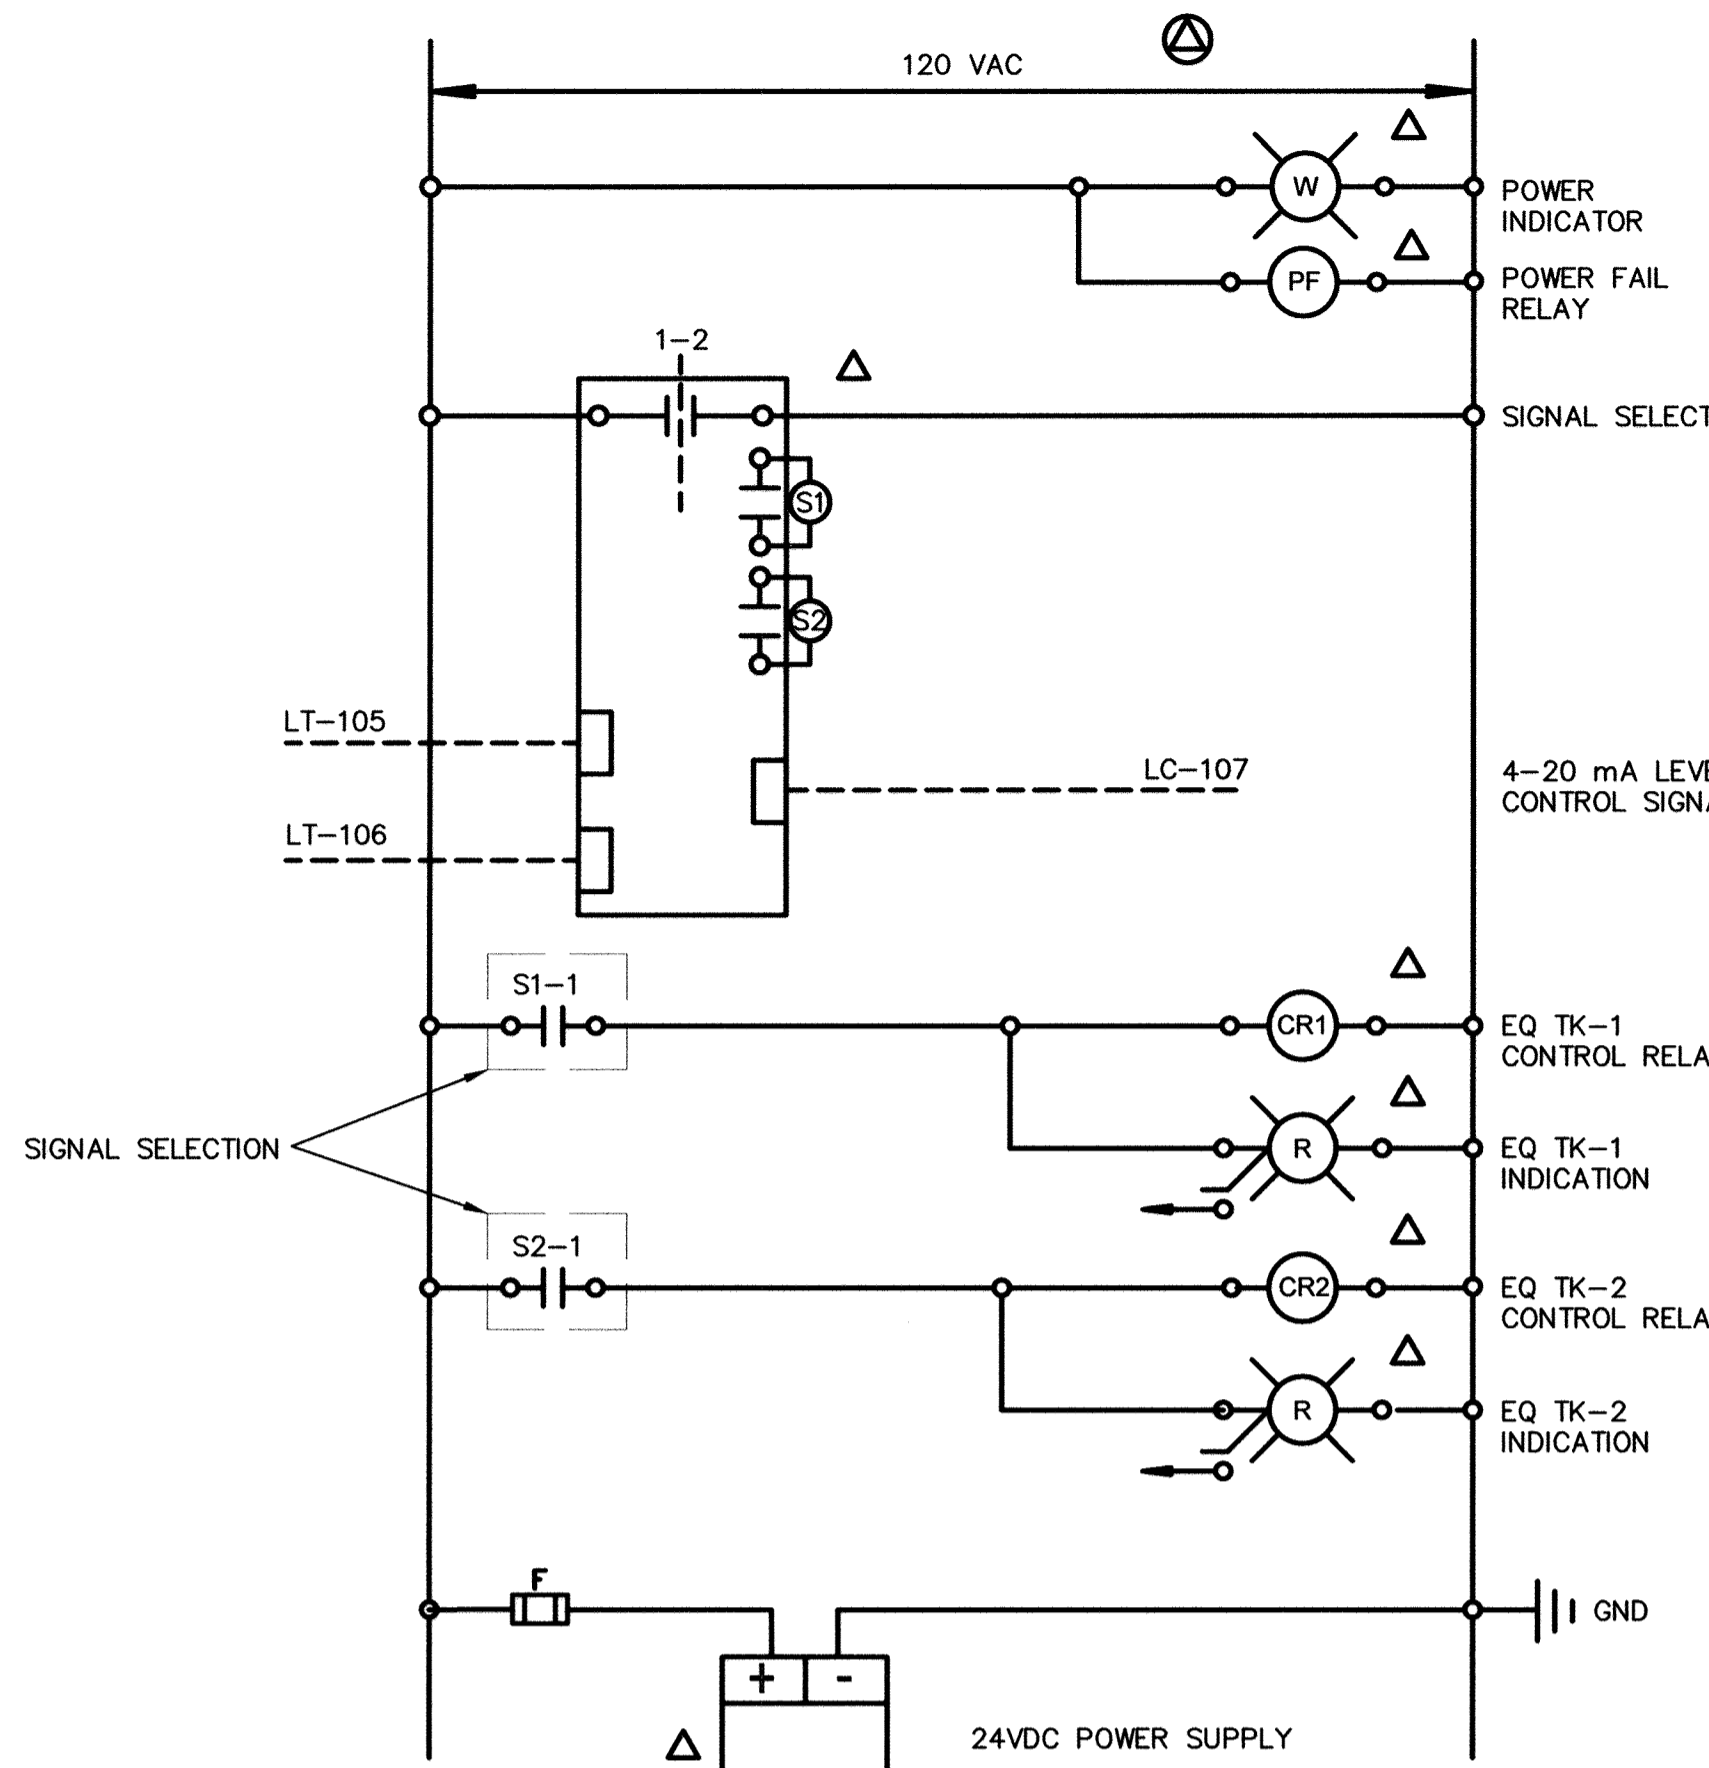 120 VAC
W
POWER
INDICATOR
PF
POWER FAIL
RELAY
1-2
SIGNAL SELECT
S1
S2
LT-105
LC-107
4-20 mA LEVE
CONTROL SIGNA
LT-106
S1-1
CR1
EQ TK-1
CONTROL RELA
SIGNAL SELECTION
R
EQ TK-1
INDICATION
S2-1
CR2
EQ TK-2
CONTROL RELA
R
EQ TK-2
INDICATION
F
GND
+ -
24VDC POWER SUPPLY